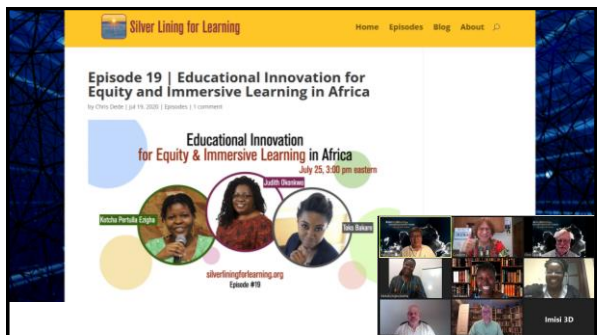 Silver Lining for Learning
Home Episodes Blog About
Episode 19 | Educational Innovation for
Equity and Immersive Learning in Africa
by Chris Dede | Jul 19, 2020 | Episodes | 1 comment
Educational Innovation
for Equity & Immersive Learning in Africa
July 25, 3:00 pm eastern
Judith Okonkwo
Ketcha Pertulla Ezigha
Toks Bakare
silverliningforlearning.org
Episode #19
Imisi 3D